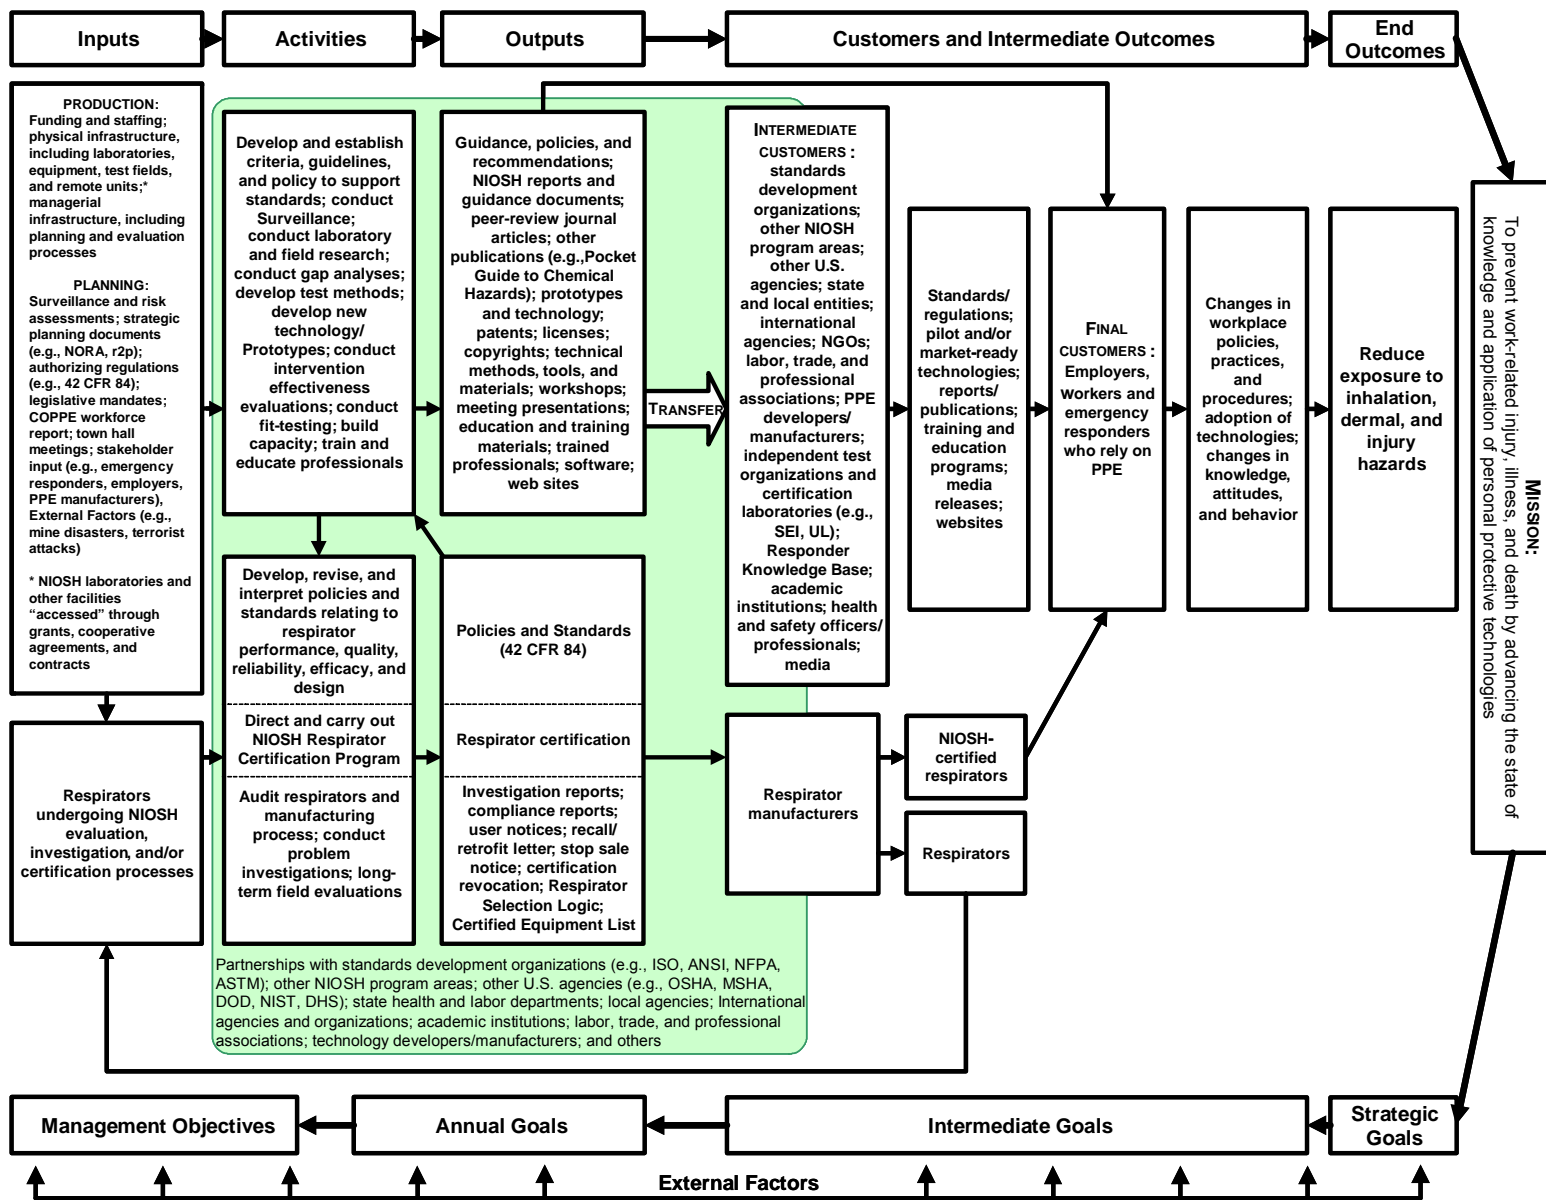 Inputs
Activities
Outputs
Customers and Intermediate Outcomes
End
Outcomes
PRODUCTION:
Funding and staffing;
physical infrastructure,
including laboratories,
equipment, test fields,
and remote units;*
managerial
infrastructure, including
planning and evaluation
processes
PLANNING:
Surveillance and risk
assessments; strategic
planning documents
(e.g., NORA, r2p);
authorizing regulations
(e.g., 42 CFR 84);
legislative mandates;
COPPE workforce
report; town hall
meetings; stakeholder
input (e.g., emergency
responders, employers,
PPE manufacturers),
External Factors (e.g.,
mine disasters, terrorist
attacks)
* NIOSH laboratories and
other facilities
“accessed” through
grants, cooperative
agreements, and
contracts
Develop and establish
criteria, guidelines,
and policy to support
standards; conduct
Surveillance;
conduct laboratory
and field research;
conduct gap analyses;
develop test methods;
develop new
technology/
Prototypes; conduct
intervention
effectiveness
evaluations; conduct
fit-testing; build
capacity; train and
educate professionals
Guidance, policies, and
recommendations;
NIOSH reports and
guidance documents;
peer-review journal
articles; other
publications (e.g.,Pocket
Guide to Chemical
Hazards); prototypes
and technology;
patents; licenses;
copyrights; technical
methods, tools, and
materials; workshops;
meeting presentations;
education and training
materials; trained
professionals; software;
web sites
TRANSFER
INTERMEDIATE
CUSTOMERS :
standards
development
organizations;
other NIOSH
program areas;
other U.S.
agencies; state
and local entities;
international
agencies; NGOs;
labor, trade, and
professional
associations; PPE
developers/
manufacturers;
independent test
organizations and
certification
laboratories (e.g.,
SEI, UL);
Responder
Knowledge Base;
academic
institutions; health
and safety officers/
professionals;
media
Standards/
regulations;
pilot and/or
market-ready
technologies;
reports/
publications;
training and
education
programs;
media
releases;
websites
FINAL
CUSTOMERS :
Employers,
workers and
emergency
responders
who rely on
PPE
Changes in
workplace
policies,
practices,
and
procedures;
adoption of
technologies;
changes in
knowledge,
attitudes,
and behavior
Reduce
exposure to
inhalation,
dermal, and
injury
hazards
MISSION:
To prevent work-related injury, illness, and death by advancing the state of
knowledge and application of personal protective technologies
Respirators
undergoing NIOSH
evaluation,
investigation, and/or
certification processes
Develop, revise, and
interpret policies and
standards relating to
respirator
performance, quality,
reliability, efficacy, and
design
Direct and carry out
NIOSH Respirator
Certification Program
Audit respirators and
manufacturing
process; conduct
problem
investigations; long-
term field evaluations
Policies and Standards
(42 CFR 84)
Respirator certification
Investigation reports;
compliance reports;
user notices; recall/
retrofit letter; stop sale
notice; certification
revocation; Respirator
Selection Logic;
Certified Equipment List
Respirator
manufacturers
NIOSH-
certified
respirators
Respirators
Partnerships with standards development organizations (e.g., ISO, ANSI, NFPA,
ASTM); other NIOSH program areas; other U.S. agencies (e.g., OSHA, MSHA,
DOD, NIST, DHS); state health and labor departments; local agencies; International
agencies and organizations; academic institutions; labor, trade, and professional
associations; technology developers/manufacturers; and others
Management Objectives
Annual Goals
Intermediate Goals
Strategic
Goals
External Factors